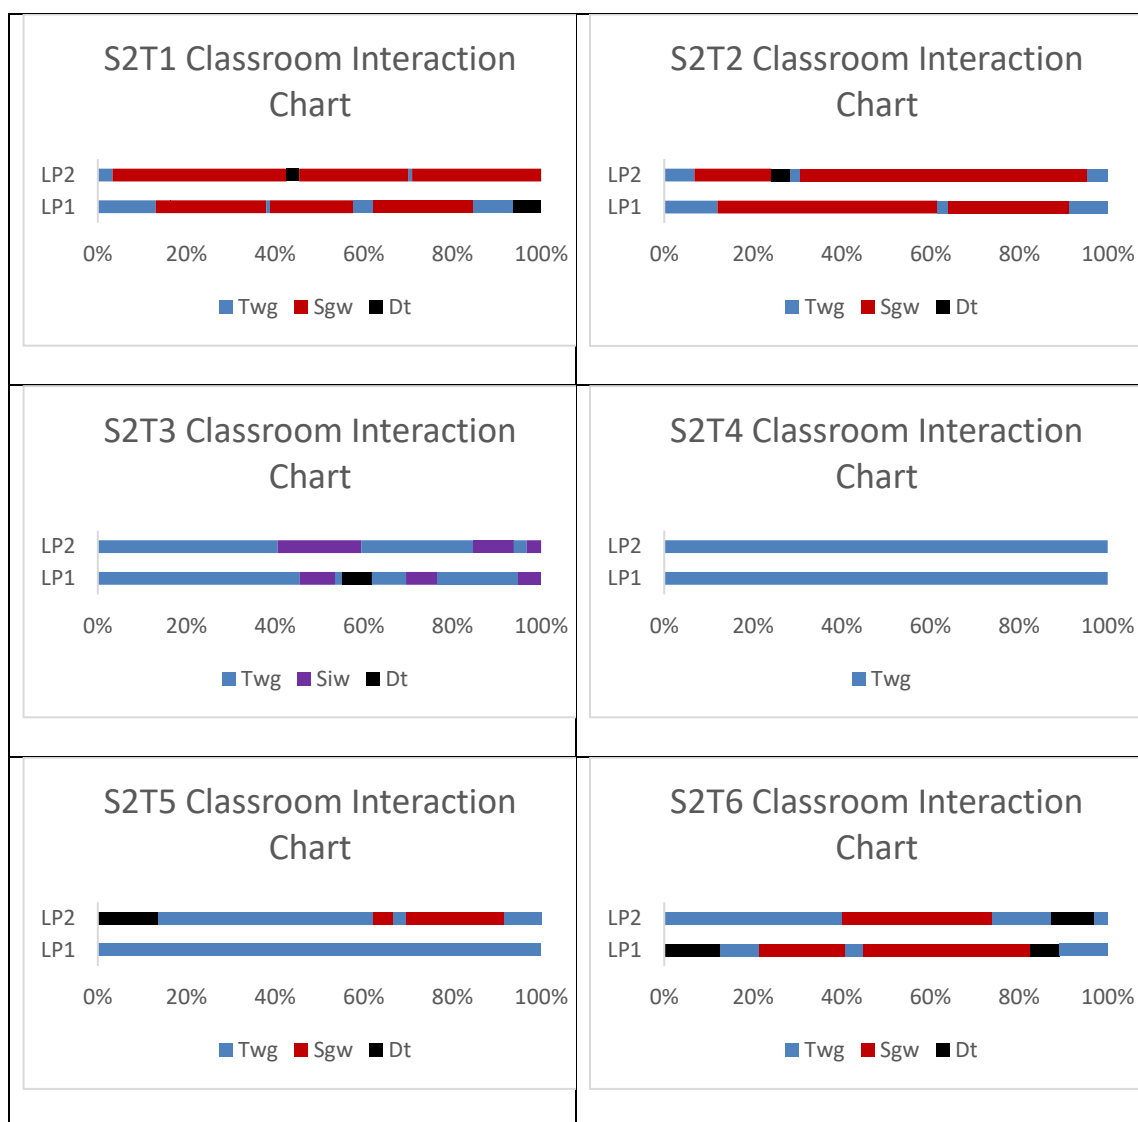 S2T1 Classroom Interaction
Chart
LP2
LP1
0% 20% 40% 60% 80% 100%
Twg Sgw Dt
S2T2 Classroom Interaction
Chart
LP2
LP1
0% 20% 40% 60% 80% 100%
Twg Sgw Dt
S2T3 Classroom Interaction
Chart
LP2
LP1
0% 20% 40% 60% 80% 100%
Twg Siw Dt
S2T4 Classroom Interaction
Chart
LP2
LP1
0% 20% 40% 60% 80% 100%
Twg
S2T5 Classroom Interaction
Chart
LP2
LP1
0% 20% 40% 60% 80% 100%
Twg Sgw Dt
S2T6 Classroom Interaction
Chart
LP2
LP1
0% 20% 40% 60% 80% 100%
Twg Sgw Dt